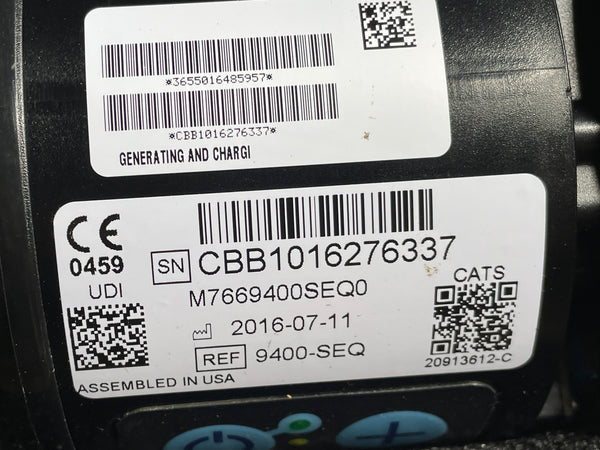 *3655016485957*
*CBB1016276337*
GENERATING AND CHARGI
CE
0459
UDI
SN CBB1016276337
M7669400SEQ0
2016-07-11
REF 9400-SEQ
CATS
20913612-C
ASSEMBLED IN USA